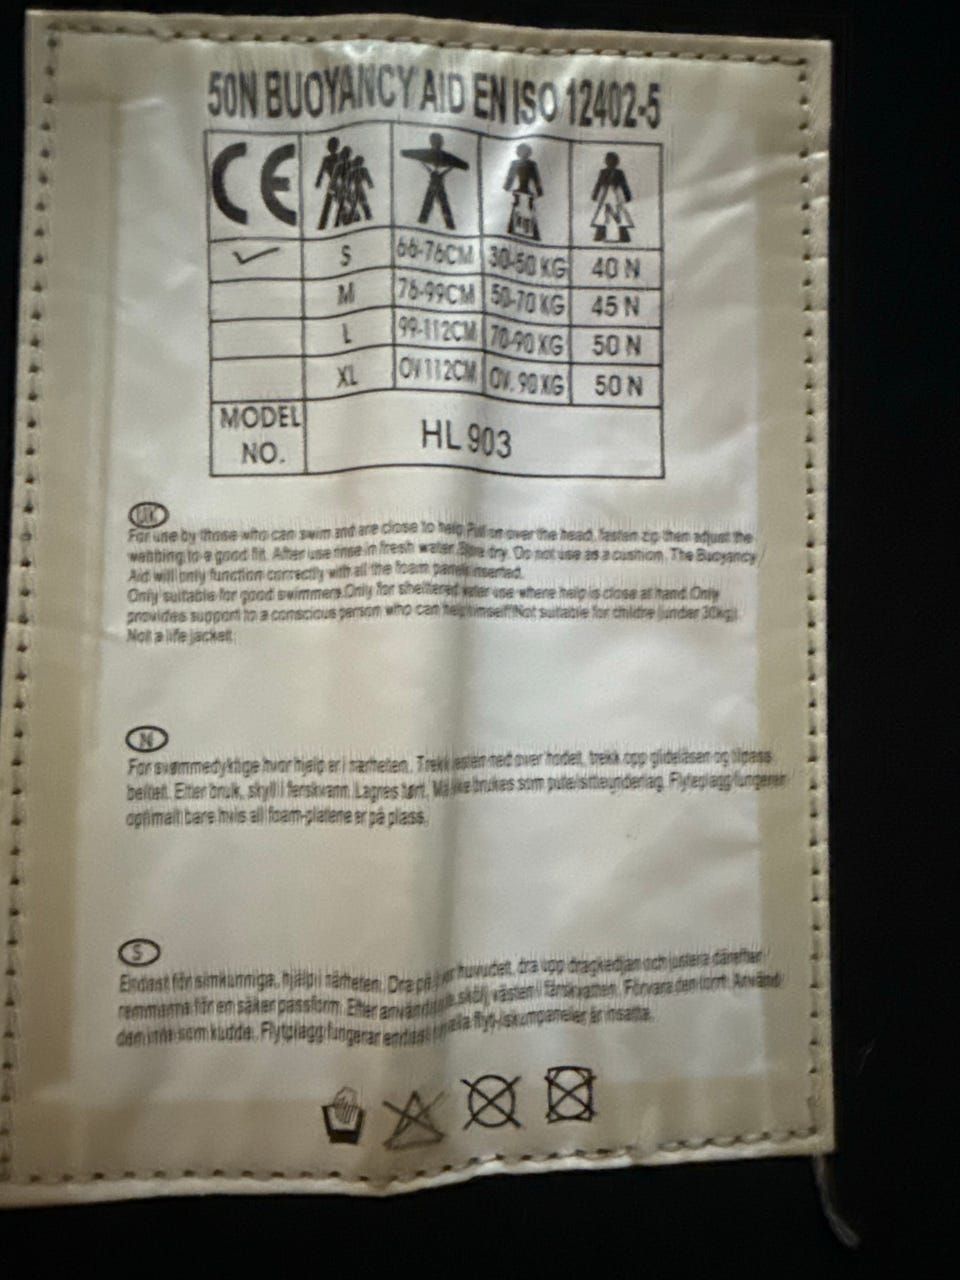 50N BUOYANCY AID EN ISO 12402-5
CE
kg
N
S 66-76CM 30-50 KG 40 N
M 76-99CM 50-70 KG 45 N
L 99-112CM 70-90 KG 50 N
XL OV 112CM OV. 90 KG 50 N
MODEL NO. HL 903
UK
For use by those who can swim and are close to help Pull on over the head, fasten zip then adjust the
webbing to a good fit. After use rinse in fresh water. Store dry. Do not use as a cushion, The Buoyancy
Aid will only function correctly with all the foam panels inserted.
Only suitable for good swimmers.Only for sheltered water use where help is close at hand.Only
provides support to a conscious person who can help himself!Not suitable for childre (under 30kg).
Not a life jacket;
N
For svømmedyktige hvor hjelp er i nærheten. Trekk vesten ned over hodet, trekk opp glidelåsen og tilpass
beltet. Etter bruk, skyll i ferskvann. Lagres tørt. Må ikke brukes som pute/sitteunderlag. Flyteplagg fungerer
optimalt bare hvis all foam-platene er på plass.
S
Endast för simkunniga, hjälp i närheten. Dra på över huvudet, dra upp dragkedjan och justera därefter
remmarna för en säker passform. Efter användande, skölj västen i färskvatten. Förvara den torrt. Använd
den inte som kudde. Flytplagg fungerar endast om alla flyt-/skumpaneler är insatta.